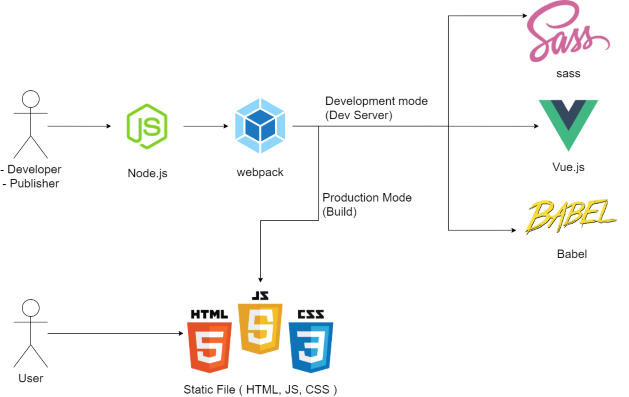 Sass
sass
Development mode
(Dev Server)
JS
Node.js
webpack
Vue.js
- Developer
- Publisher
Production Mode
(Build)
BABEL
Babel
HTML
5
JS
5
CSS
3
User
Static File ( HTML, JS, CSS )